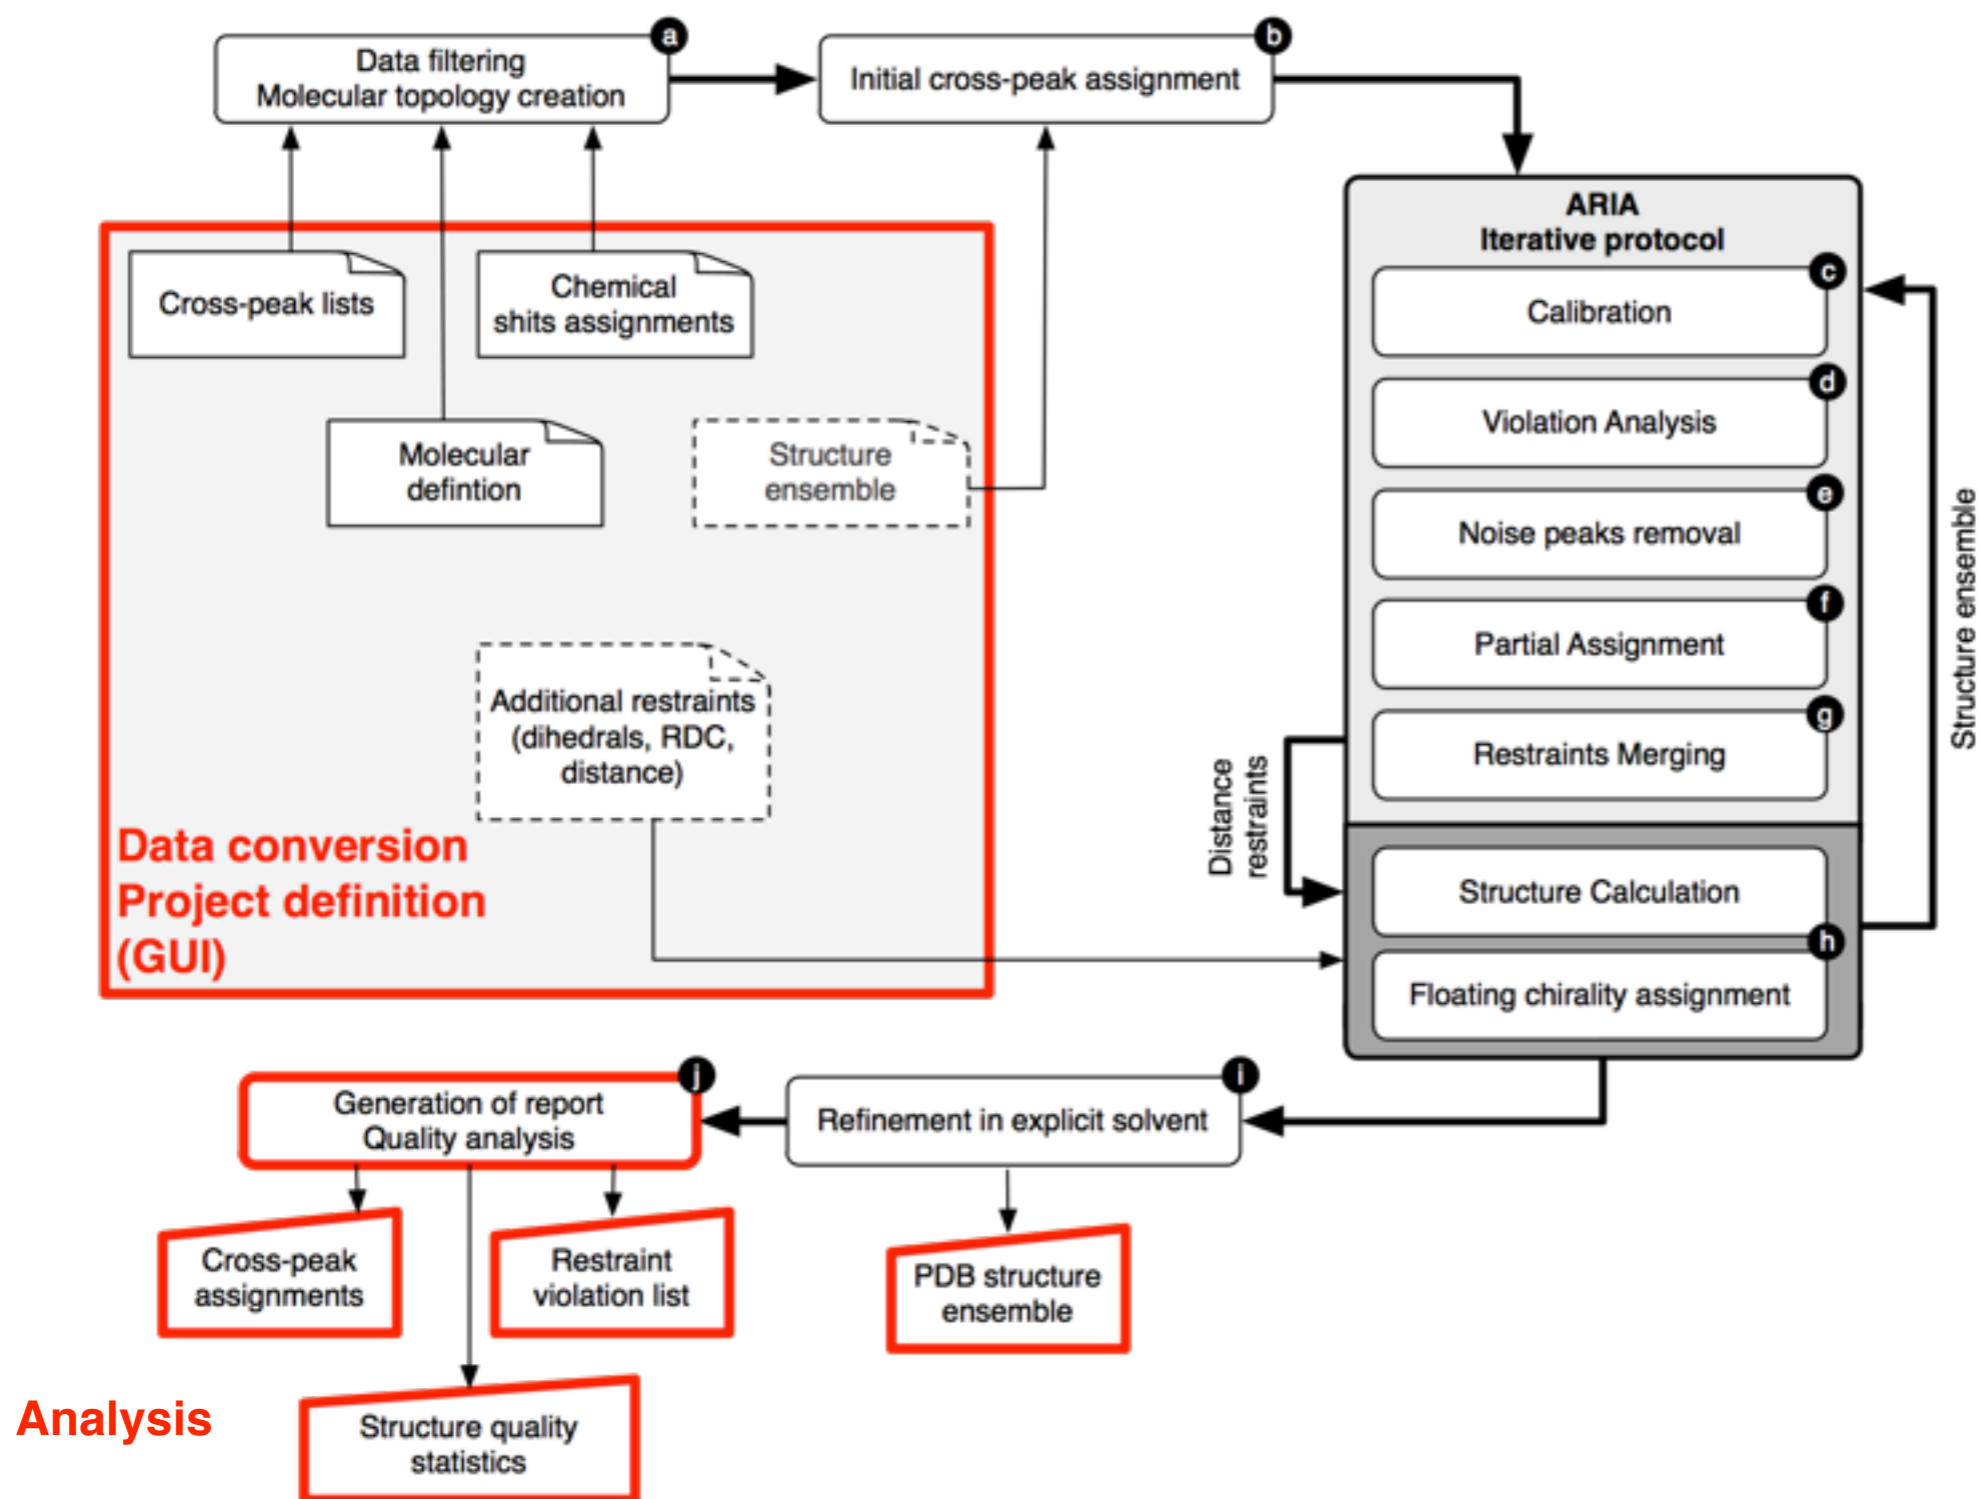 a
Data filtering
Molecular topology creation
b
Initial cross-peak assignment
ARIA
Iterative protocol
c
Calibration
d
Violation Analysis
e
Noise peaks removal
f
Partial Assignment
g
Restraints Merging
Structure Calculation
h
Floating chirality assignment
Distance
restraints
Structure ensemble
Cross-peak lists
Chemical
shits assignments
Molecular
defintion
Structure
ensemble
Additional restraints
(dihedrals, RDC,
distance)
Data conversion
Project definition
(GUI)
j
Generation of report
Quality analysis
i
Refinement in explicit solvent
Cross-peak
assignments
Restraint
violation list
PDB structure
ensemble
Analysis
Structure quality
statistics